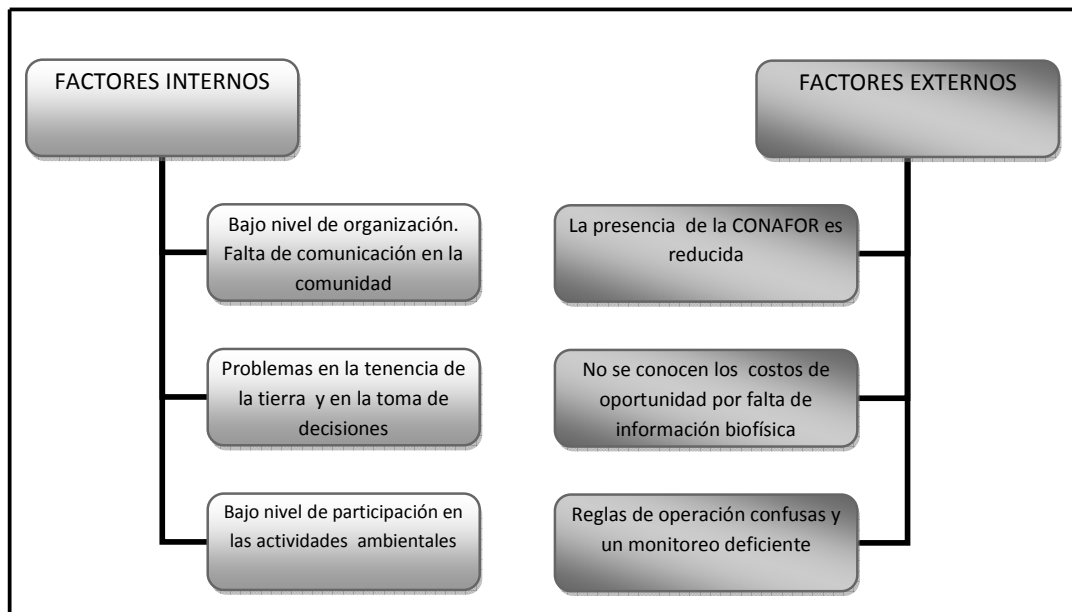 FACTORES INTERNOS
Bajo nivel de organización.
Falta de comunicación en la
comunidad
Problemas en la tenencia de
la tierra y en la toma de
decisiones
Bajo nivel de participación en
las actividades ambientales
FACTORES EXTERNOS
La presencia de la CONAFOR es
reducida
No se conocen los costos de
oportunidad por falta de
información biofísica
Reglas de operación confusas y
un monitoreo deficiente